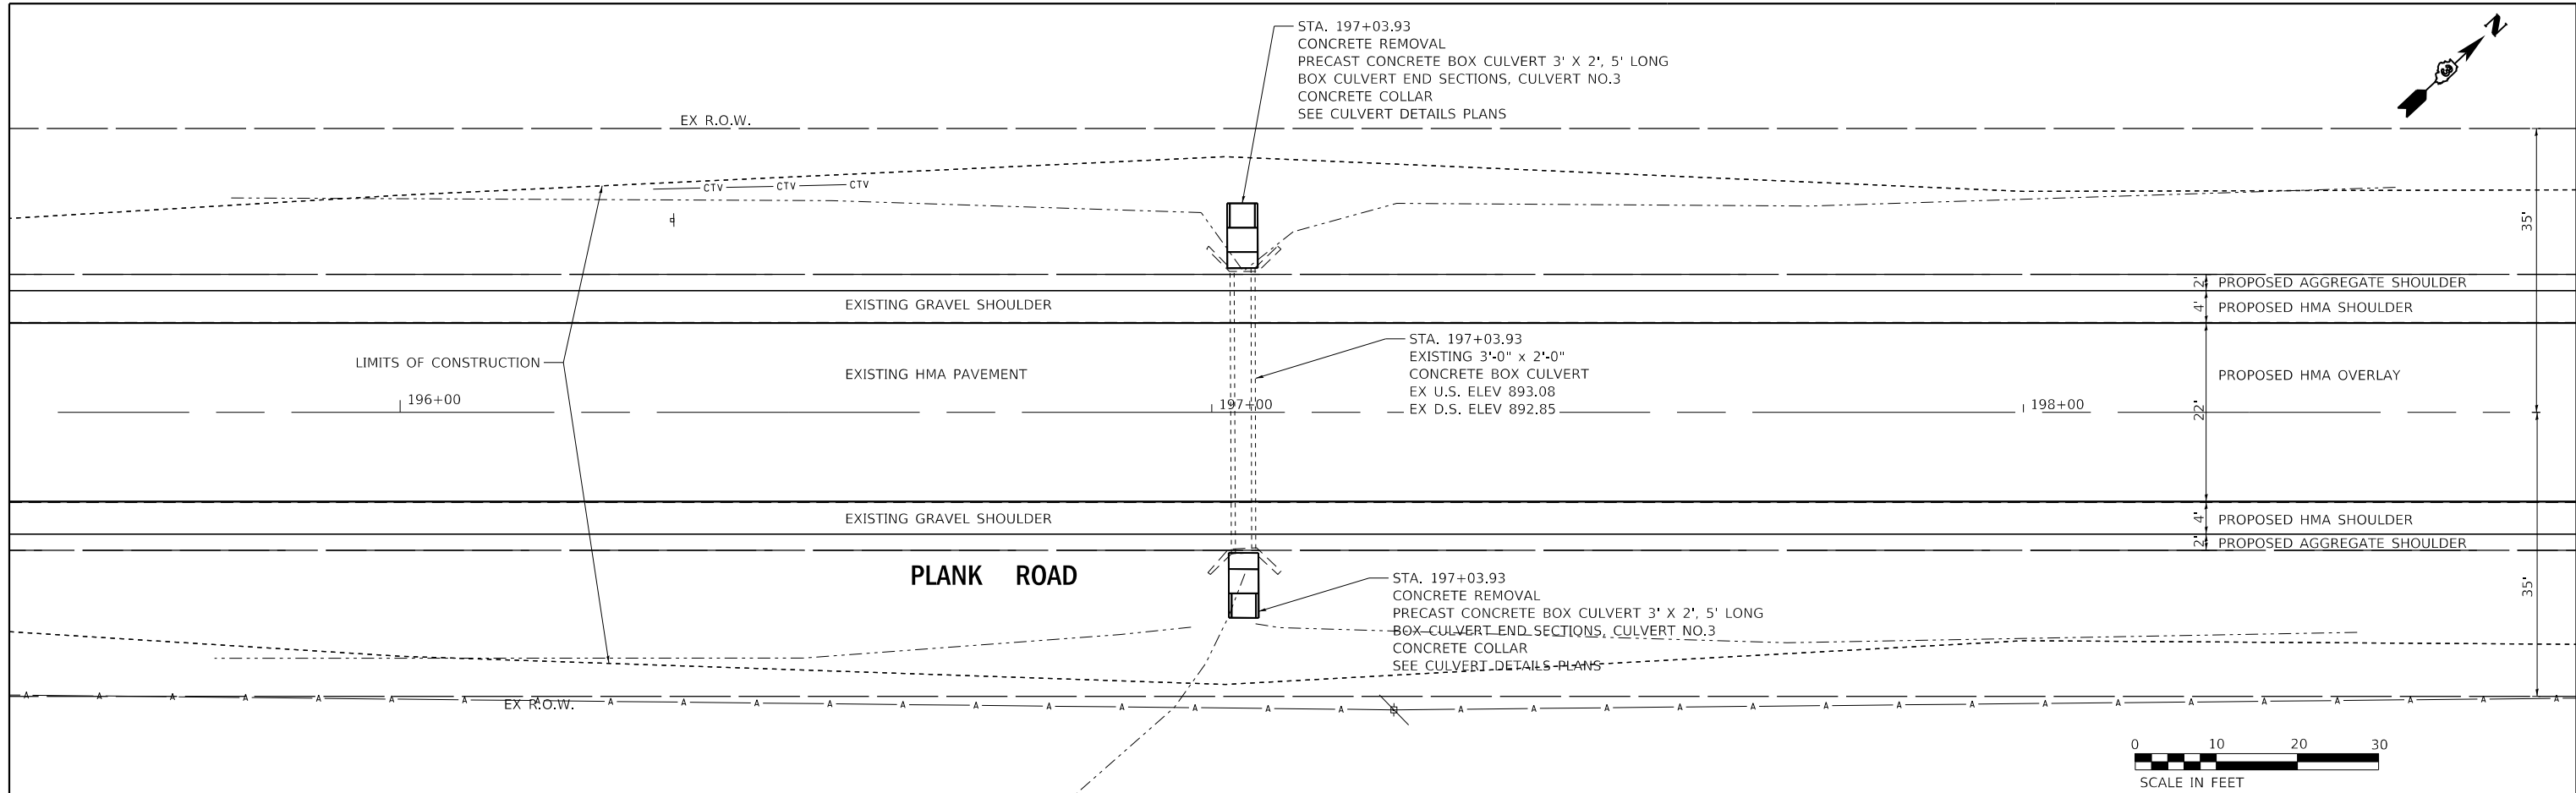 STA. 197+03.93
CONCRETE REMOVAL
PRECAST CONCRETE BOX CULVERT 3' X 2', 5' LONG
BOX CULVERT END SECTIONS, CULVERT NO.3
CONCRETE COLLAR
SEE CULVERT DETAILS PLANS
N
EX R.O.W.
CTV CTV CTV
35'
2' PROPOSED AGGREGATE SHOULDER
EXISTING GRAVEL SHOULDER
4' PROPOSED HMA SHOULDER
STA. 197+03.93
EXISTING 3'-0" x 2'-0"
CONCRETE BOX CULVERT
EX U.S. ELEV 893.08
EX D.S. ELEV 892.85
LIMITS OF CONSTRUCTION
EXISTING HMA PAVEMENT
PROPOSED HMA OVERLAY
196+00
197+00
198+00
22'
EXISTING GRAVEL SHOULDER
4' PROPOSED HMA SHOULDER
2' PROPOSED AGGREGATE SHOULDER
PLANK ROAD
STA. 197+03.93
CONCRETE REMOVAL
PRECAST CONCRETE BOX CULVERT 3' X 2', 5' LONG
BOX CULVERT END SECTIONS, CULVERT NO.3
CONCRETE COLLAR
SEE CULVERT DETAILS PLANS
35'
A A A A A A A A A A A A A A A A A A A A A A A A A A A A A A A A A A A
EX R.O.W.
0 10 20 30
SCALE IN FEET